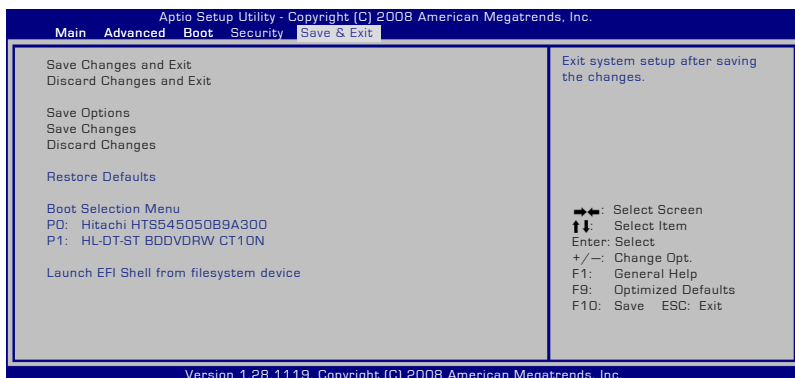 Aptio Setup Utility - Copyright (C) 2008 American Megatrends, Inc.
Main Advanced Boot Security Save & Exit
Save Changes and Exit
Discard Changes and Exit
Save Options
Save Changes
Discard Changes
Restore Defaults
Boot Selection Menu
P0: Hitachi HTS545050B9A300
P1: HL-DT-ST BDDVDRW CT10N
Launch EFI Shell from filesystem device
Exit system setup after saving
the changes.
→←: Select Screen
↑↓: Select Item
Enter: Select
+/—: Change Opt.
F1: General Help
F9: Optimized Defaults
F10: Save ESC: Exit
Version 1.28.1119. Copyright (C) 2008 American Megatrends, Inc.